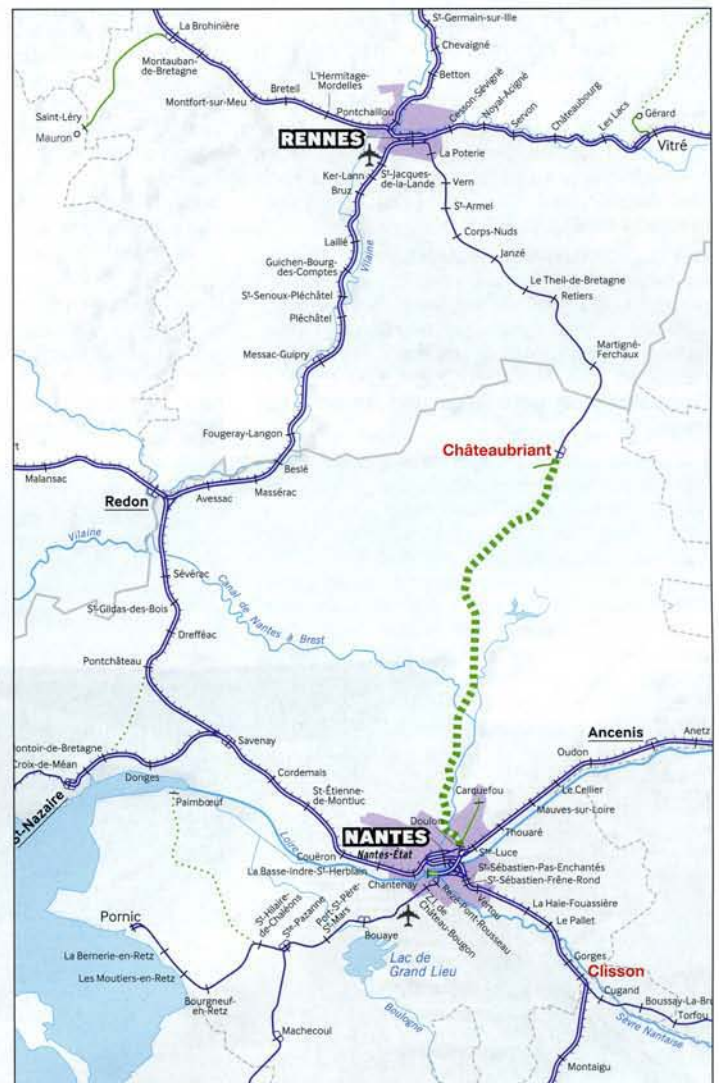 St-Germain-sur-Ille
La Brohinière
Chevaigné
Montauban-
de-Bretagne
Betton
L'Hermitage-
Mordelles
Breteil
Cesson-Sévigné
Noyal-Acigné
Servon
Châteaubourg
Les Lacs
Gérard
Montfort-sur-Meu
Pontchaillou
Saint-Léry
Mauron
RENNES
Vitré
La Poterie
Ker-Lann
St-Jacques-
de-la-Lande
Bruz
Vern
St-Armel
Laillé
Vilaine
Corps-Nuds
Janzé
Guichen-Bourg-
des-Comptes
Le Theil-de-Bretagne
Retiers
St-Senoux-Pléchâtel
Pléchâtel
Martigné-
Ferchaux
Messac-Guipry
Fougeray-Langon
Châteaubriant
Beslé
Malansac
Massérac
Avessac
Redon
Vilaine
Sévérac
Canal de Nantes à Brest
St-Gildas-des-Bois
Drefféac
Pontchâteau
Ancenis
Anetz
Savenay
Oudon
ontoir-de-Bretagne
Croix-de-Méan
Donges
Cordemais
Le Cellier
Carquefou
Paimbœuf
St-Étienne-
de-Montluc
Mauves-sur-Loire
St-Nazaire
Doulon
Thouaré
NANTES
Nantes-État
Ste-Luce
Loire
Couëron
St-Sébastien-Pas-Enchantés
La Basse-Indre-St-Herblain
St-Sébastien-Frêne-Rond
Chantenay
Rezé-Pont-Rousseau
Vertou
La Haie-Fouassière
St-Hilaire-
de-Chaléons
Ste-Pazanne
Port-St-Père-
St-Mars
Château-Bougon
Le Pallet
Pornic
Bouaye
Gorges
La Bernerie-en-Retz
Lac de
Grand Lieu
Clisson
Les Moutiers-en-Retz
Cugand
Boussay-La-Bru
Bourgneuf-
en-Retz
Torfou
Boulogne
Sèvre Nantaise
Machecoul
Montaigu